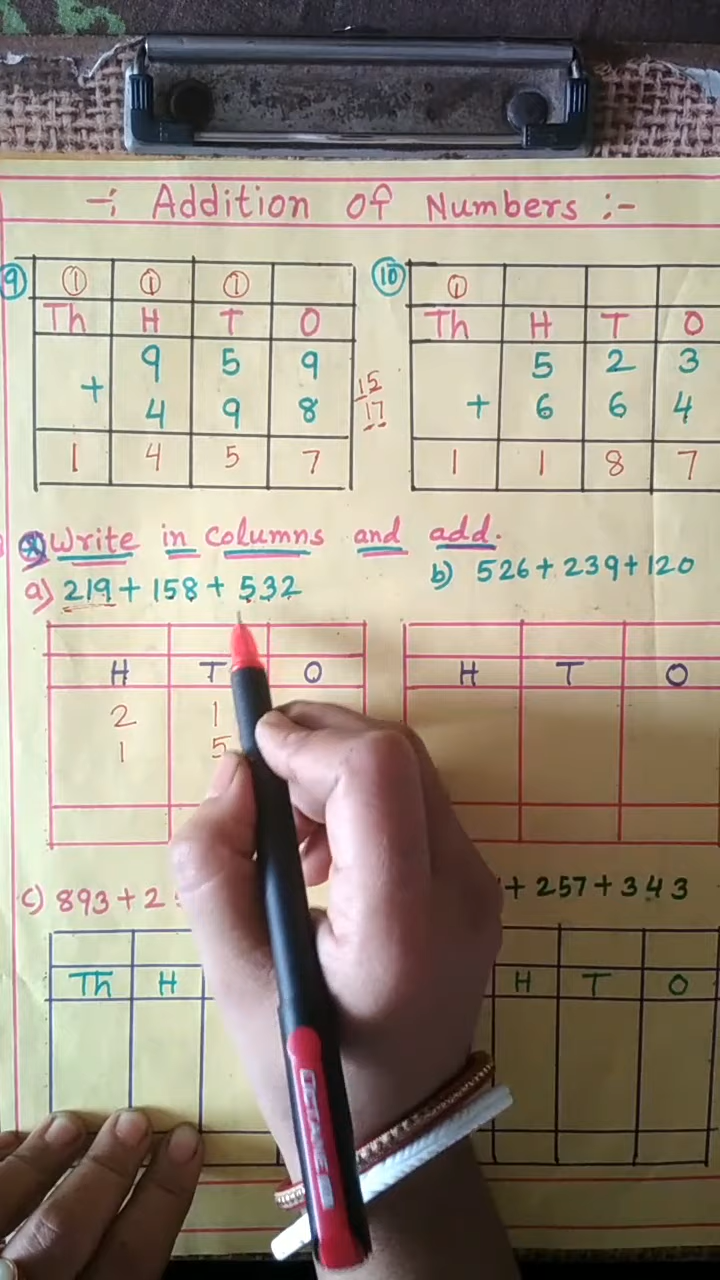 -: Addition of Numbers :-
9 ① ① ①
Th H T O
9 5 9
+ 4 9 8
1 4 5 7
15
17
10 ①
Th H T O
5 2 3
+ 6 6 4
1 1 8 7
Write in columns and add.
a) 219 + 158 + 532
H T O
2 1
1 5
b) 526 + 239 + 120
H T O
c) 893 + 2
Th H
+ 257 + 343
H T O